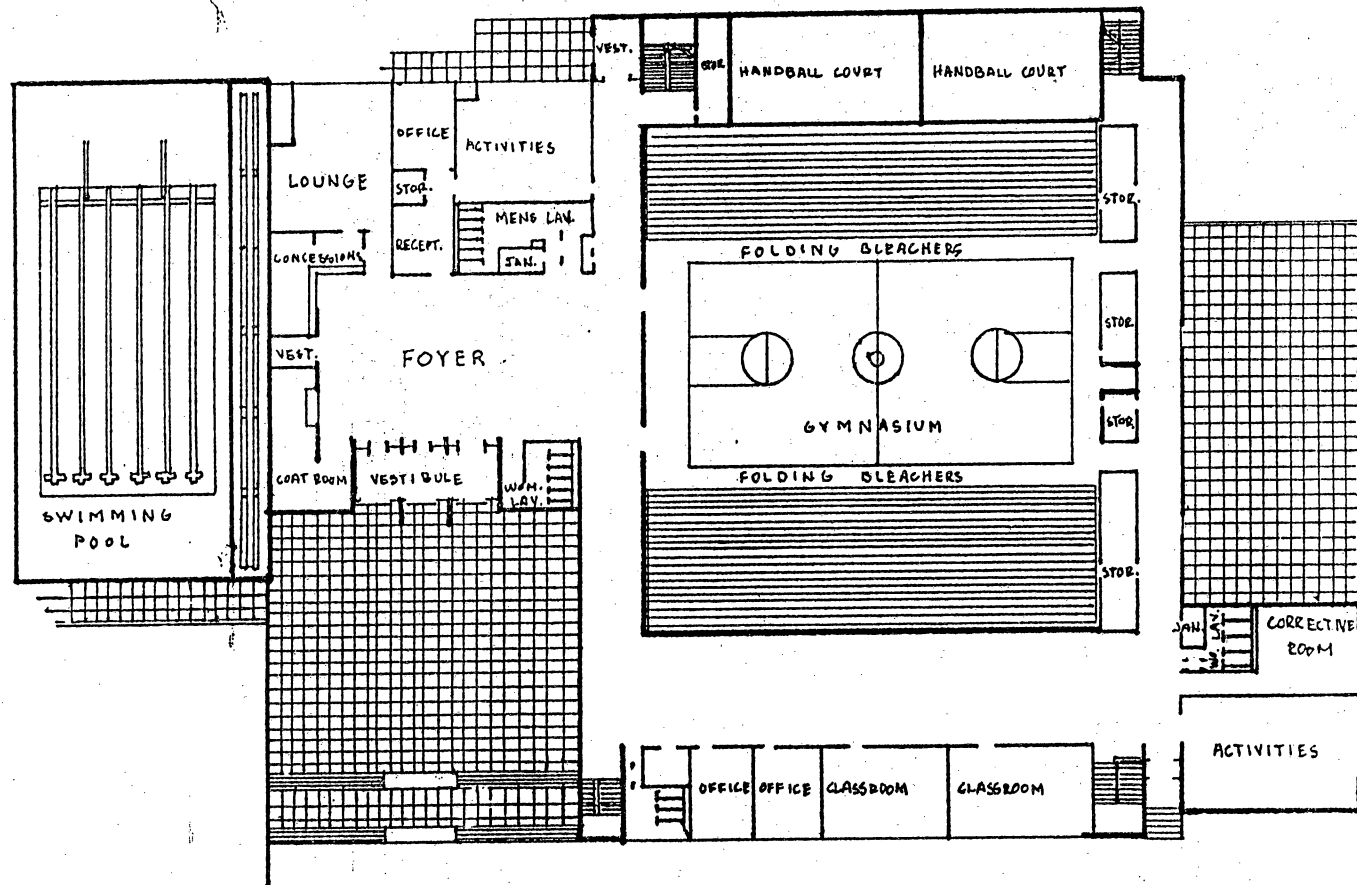 VEST.
STOR.
HANDBALL COURT
HANDBALL COURT
OFFICE
ACTIVITIES
LOUNGE
STOR.
MENS LAV.
STOR.
RECEPT.
JAN.
CONCESSIONS
FOLDING BLEACHERS
STOR.
VEST.
FOYER
GYMNASIUM
STOR.
COAT ROOM
VESTIBULE
WOM.
LAV.
FOLDING BLEACHERS
SWIMMING
POOL
STOR.
JAN.
WO. LAV.
CORRECTIVE
ROOM
ACTIVITIES
OFFICE
OFFICE
CLASSROOM
CLASSROOM